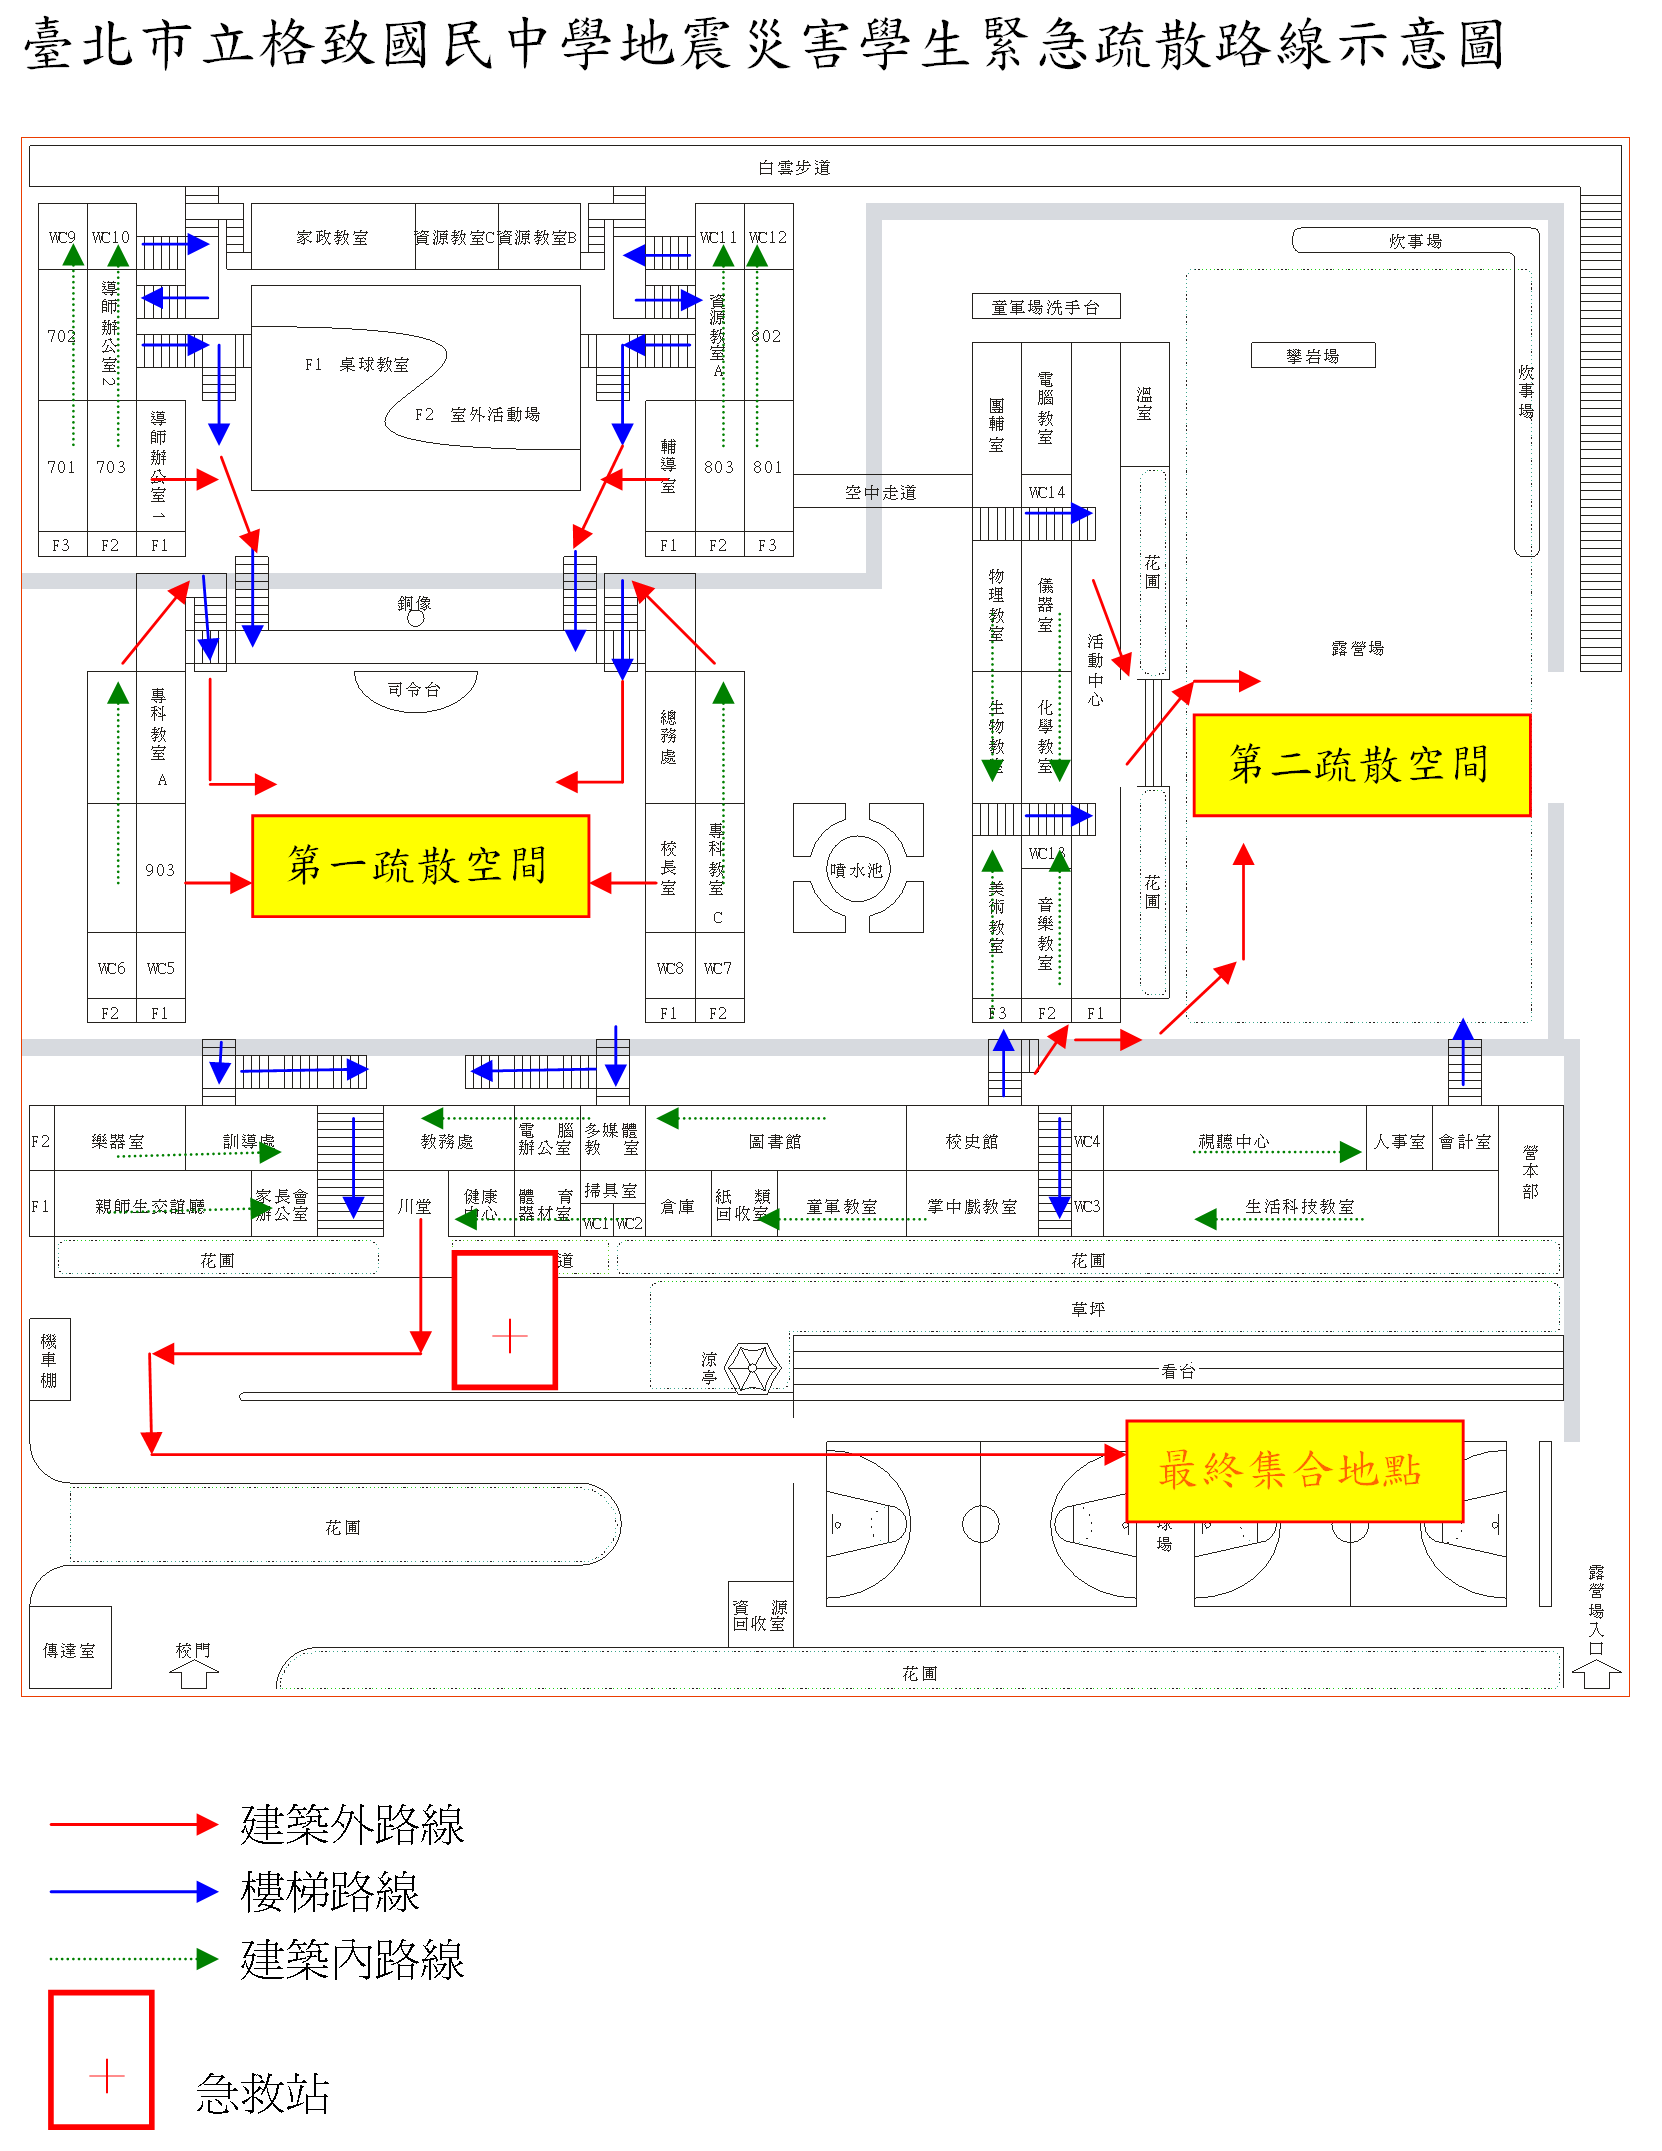 臺北市立格致國民中學地震災害學生緊急疏散路線示意圖
白雲步道
WC9
WC10
家政教室
資源教室C
資源教室B
WC11
WC12
炊事場
導師辦公室2
702
資源教室A
802
童軍場洗手台
F1 桌球教室
F2 室外活動場
攀岩場
炊事場
團輔室
電腦教室
溫室
701
703
導師辦公室1
輔導室
803
801
空中走道
WC14
F3
F2
F1
F1
F2
F3
花圃
銅像
物理教室
儀器室
活動中心
露營場
司令台
專科教室A
總務處
生物教室
化學教室
第二疏散空間
第一疏散空間
903
校長室
專科教室C
噴水池
WC13
美術教室
音樂教室
花圃
WC6
WC5
WC8
WC7
F2
F1
F1
F2
F3
F2
F1
F2
樂器室
訓導處
教務處
電腦辦公室
多媒體教室
圖書館
校史館
WC4
視聽中心
人事室
會計室
營本部
F1
親師生交誼廳
家長會辦公室
川堂
健康中心
體育器材室
掃具室
WC1
WC2
倉庫
紙類回收室
童軍教室
掌中戲教室
WC3
生活科技教室
花圃
道
花圃
草坪
機車棚
涼亭
看台
最終集合地點
球場
花圃
資源回收室
露營場入口
傳達室
校門
花圃
建築外路線
樓梯路線
建築內路線
急救站